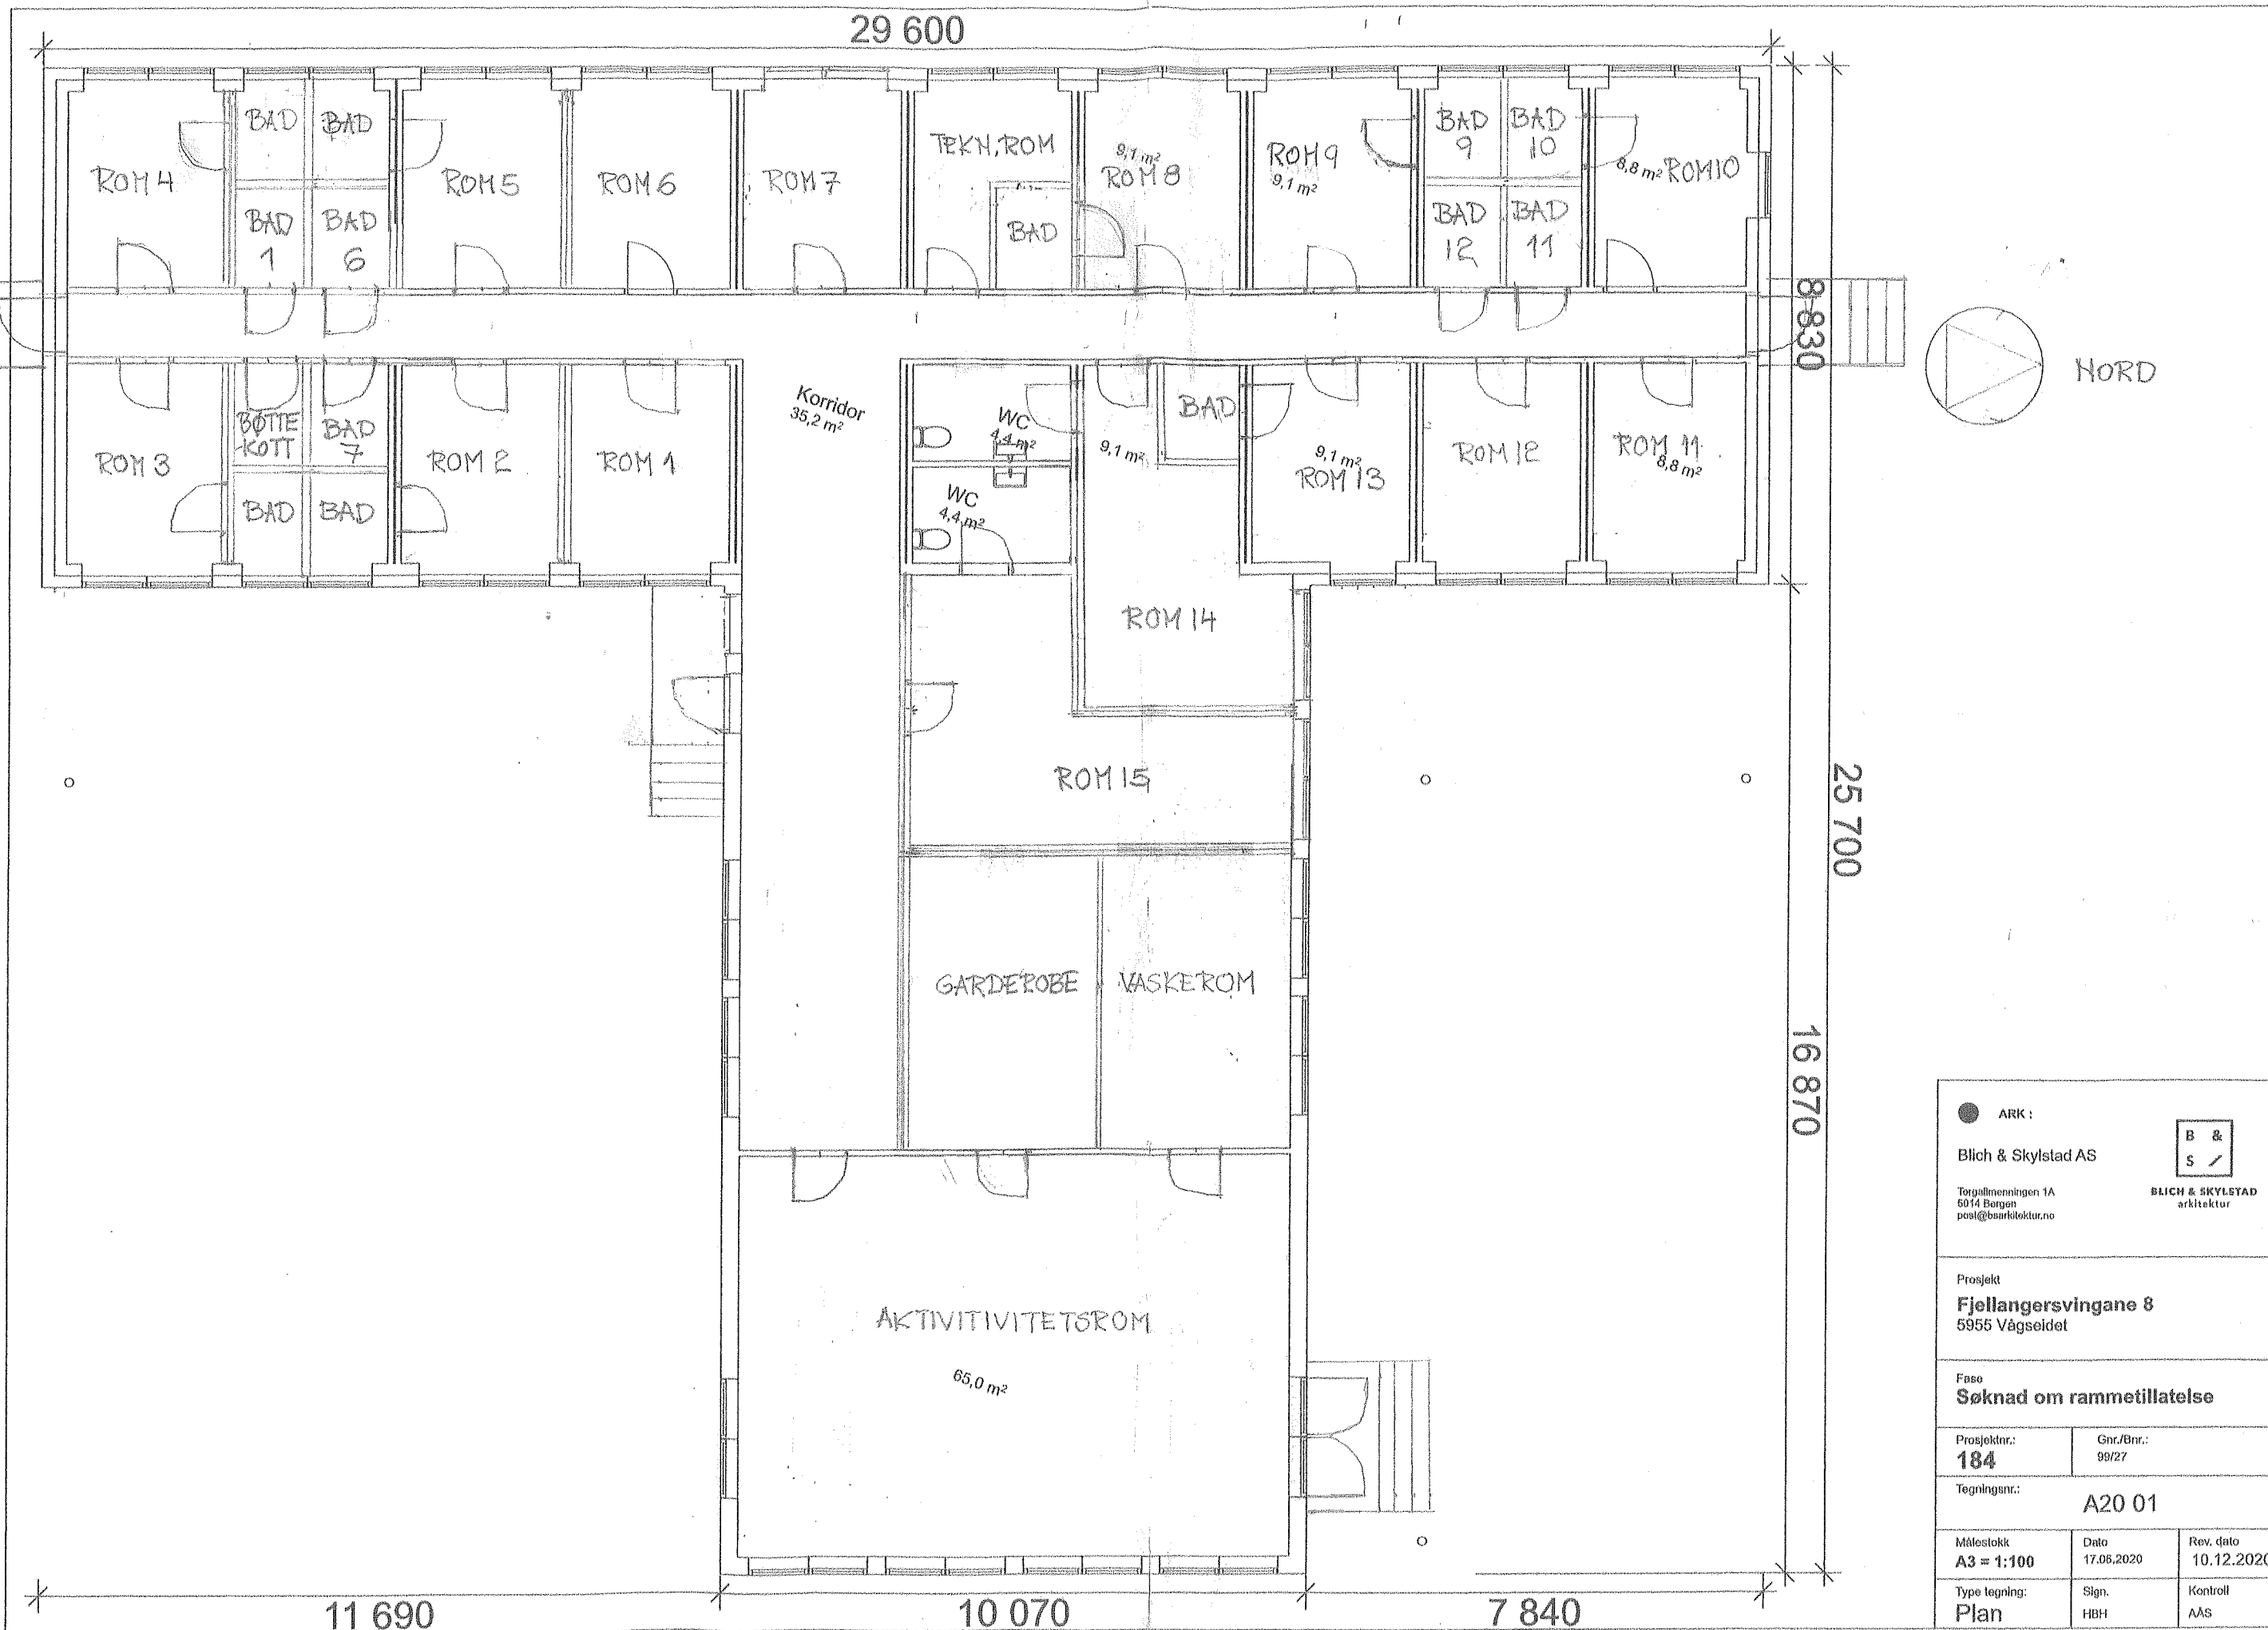 29 600
ROM 4
BAD
BAD
BAD
1
BAD
6
ROM 5
ROM 6
ROM 7
TEKN. ROM
BAD
9,1 m²
ROM 8
ROM 9
9,1 m²
BAD
9
BAD
10
BAD
12
BAD
11
8,8 m² ROM 10
8 830
NORD
ROM 3
BØTTE
KOTT
BAD
7
BAD
BAD
ROM 2
ROM 1
Korridor
35,2 m²
WC
4,4 m²
WC
4,4 m²
9,1 m²
BAD
9,1 m²
ROM 13
ROM 12
ROM 11
8,8 m²
ROM 14
ROM 15
25 700
GARDEROBE
VASKEROM
16 870
AKTIVITIVITETSROM
65,0 m²
11 690
10 070
7 840
ARK :
Blich & Skylstad AS
Torgallmenningen 1A
5014 Bergen
post@bsarkitektur.no
B &
S /
BLICH & SKYLSTAD
arkitektur
Prosjekt
Fjellangersvingane 8
5955 Vågseidet
Fase
Søknad om rammetillatelse
Prosjektnr.:
184
Gnr./Bnr.:
99/27
Tegningsnr.:
A20 01
Målestokk
A3 = 1:100
Dato
17.06.2020
Rev. dato
10.12.2020
Type tegning:
Plan
Sign.
HBH
Kontroll
AÅS